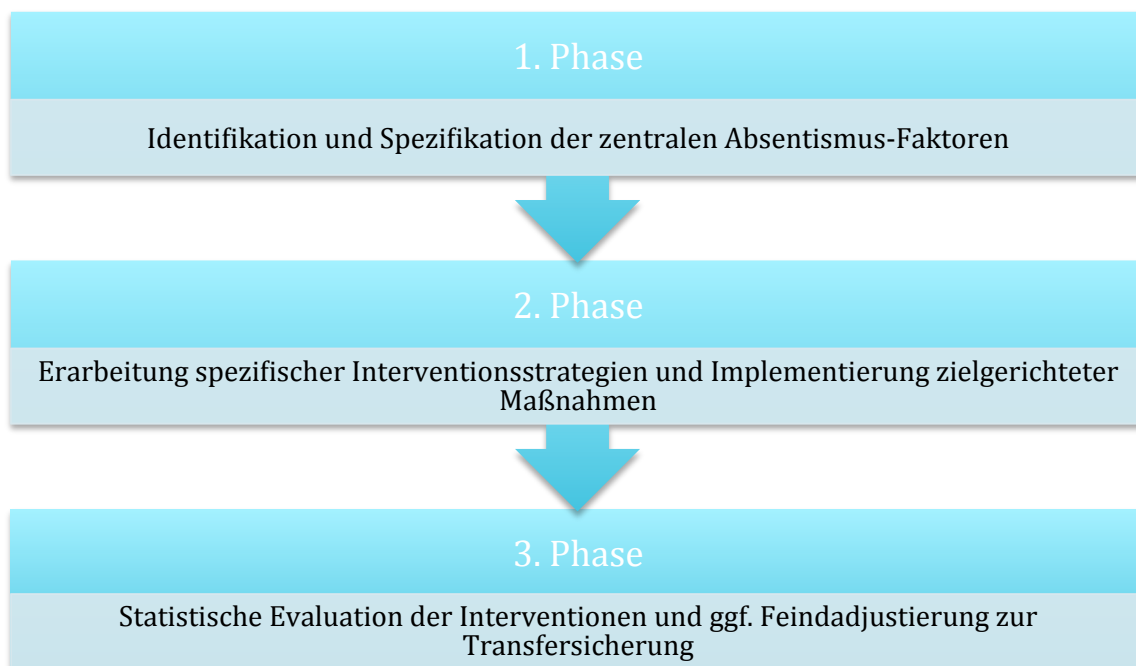 1. Phase
Identifikation und Spezifikation der zentralen Absentismus-Faktoren
2. Phase
Erarbeitung spezifischer Interventionsstrategien und Implementierung zielgerichteter
Maßnahmen
3. Phase
Statistische Evaluation der Interventionen und ggf. Feindadjustierung zur
Transfersicherung